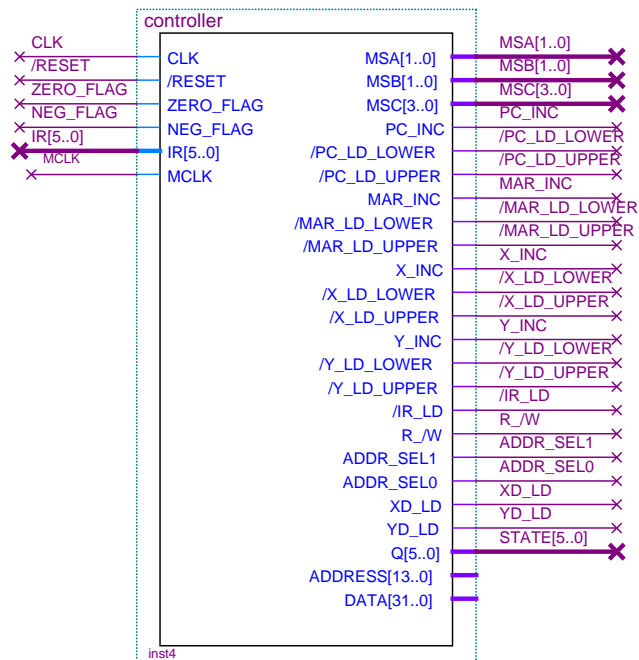 controller
CLK CLK MSA[1..0] MSA[1..0]
/RESET /RESET MSB[1..0] MSB[1..0]
ZERO_FLAG ZERO_FLAG MSC[3..0] MSC[3..0]
NEG_FLAG NEG_FLAG PC_INC PC_INC
IR[5..0] IR[5..0] /PC_LD_LOWER /PC_LD_LOWER
MCLK MCLK /PC_LD_UPPER /PC_LD_UPPER
MAR_INC MAR_INC
/MAR_LD_LOWER /MAR_LD_LOWER
/MAR_LD_UPPER /MAR_LD_UPPER
X_INC X_INC
/X_LD_LOWER /X_LD_LOWER
/X_LD_UPPER /X_LD_UPPER
Y_INC Y_INC
/Y_LD_LOWER /Y_LD_LOWER
/Y_LD_UPPER /Y_LD_UPPER
/IR_LD /IR_LD
R_/W R_/W
ADDR_SEL1 ADDR_SEL1
ADDR_SEL0 ADDR_SEL0
XD_LD XD_LD
YD_LD YD_LD
Q[5..0] STATE[5..0]
ADDRESS[13..0]
DATA[31..0]
inst4